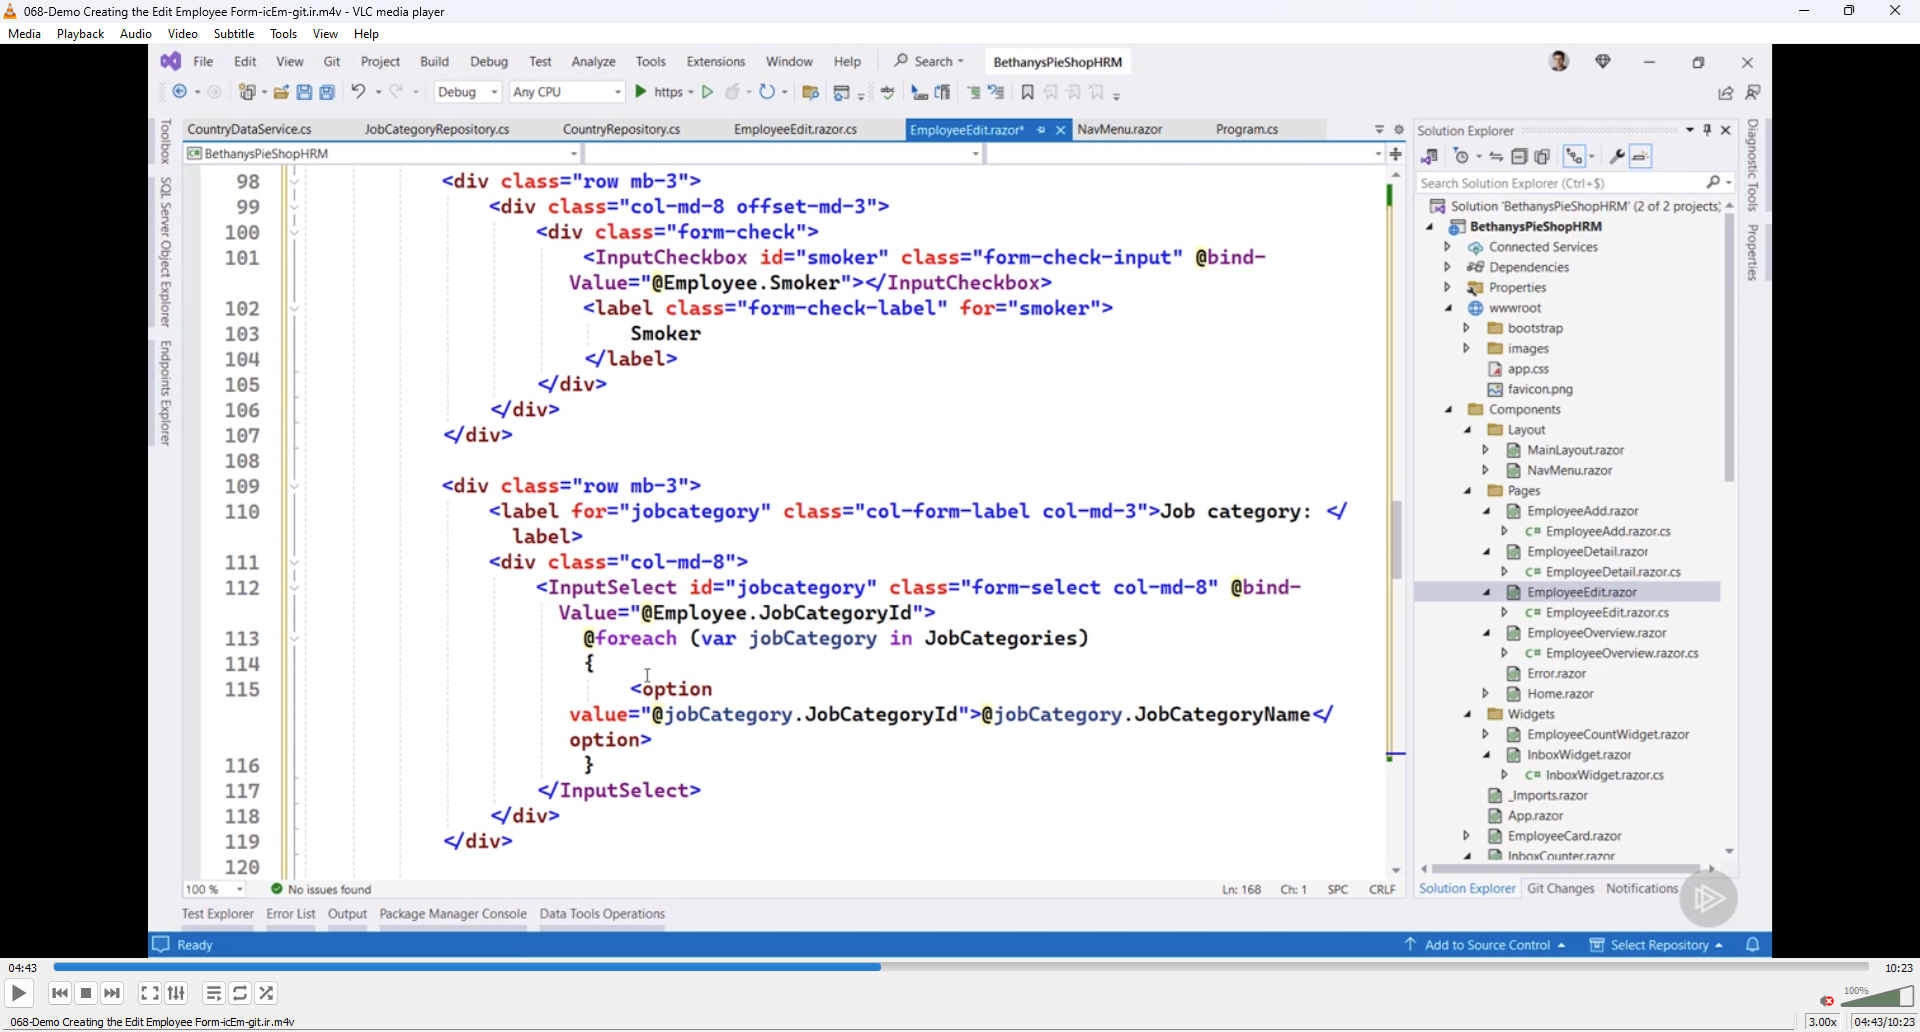 068-Demo Creating the Edit Employee Form-icEm-git.ir.m4v - VLC media player
Media Playback Audio Video Subtitle Tools View Help
File Edit View Git Project Build Debug Test Analyze Tools Extensions Window Help Search BethanysPieShopHRM
Debug Any CPU https
CountryDataService.cs JobCategoryRepository.cs CountryRepository.cs EmployeeEdit.razor.cs EmployeeEdit.razor* NavMenu.razor Program.cs
BethanysPieShopHRM
Toolbox
SQL Server Object Explorer
Endpoints Explorer
98 <div class="row mb-3">
99 <div class="col-md-8 offset-md-3">
100 <div class="form-check">
101 <InputCheckbox id="smoker" class="form-check-input" @bind-
Value="@Employee.Smoker"></InputCheckbox>
102 <label class="form-check-label" for="smoker">
103 Smoker
104 </label>
105 </div>
106 </div>
107 </div>
108
109 <div class="row mb-3">
110 <label for="jobcategory" class="col-form-label col-md-3">Job category: </
label>
111 <div class="col-md-8">
112 <InputSelect id="jobcategory" class="form-select col-md-8" @bind-
Value="@Employee.JobCategoryId">
113 @foreach (var jobCategory in JobCategories)
114 {
115 <option
value="@jobCategory.JobCategoryId">@jobCategory.JobCategoryName</
option>
116 }
117 </InputSelect>
118 </div>
119 </div>
120
100 % No issues found Ln: 168 Ch: 1 SPC CRLF
Solution Explorer
Search Solution Explorer (Ctrl+$)
Solution 'BethanysPieShopHRM' (2 of 2 projects)
BethanysPieShopHRM
Connected Services
Dependencies
Properties
wwwroot
bootstrap
images
app.css
favicon.png
Components
Layout
MainLayout.razor
NavMenu.razor
Pages
EmployeeAdd.razor
C# EmployeeAdd.razor.cs
EmployeeDetail.razor
C# EmployeeDetail.razor.cs
EmployeeEdit.razor
C# EmployeeEdit.razor.cs
EmployeeOverview.razor
C# EmployeeOverview.razor.cs
Error.razor
Home.razor
Widgets
EmployeeCountWidget.razor
InboxWidget.razor
C# InboxWidget.razor.cs
_Imports.razor
App.razor
EmployeeCard.razor
InboxCounter.razor
Solution Explorer Git Changes Notifications
Diagnostic Tools
Properties
Test Explorer Error List Output Package Manager Console Data Tools Operations
Ready Add to Source Control Select Repository
04:43 10:23
100%
068-Demo Creating the Edit Employee Form-icEm-git.ir.m4v 3.00x 04:43/10:23